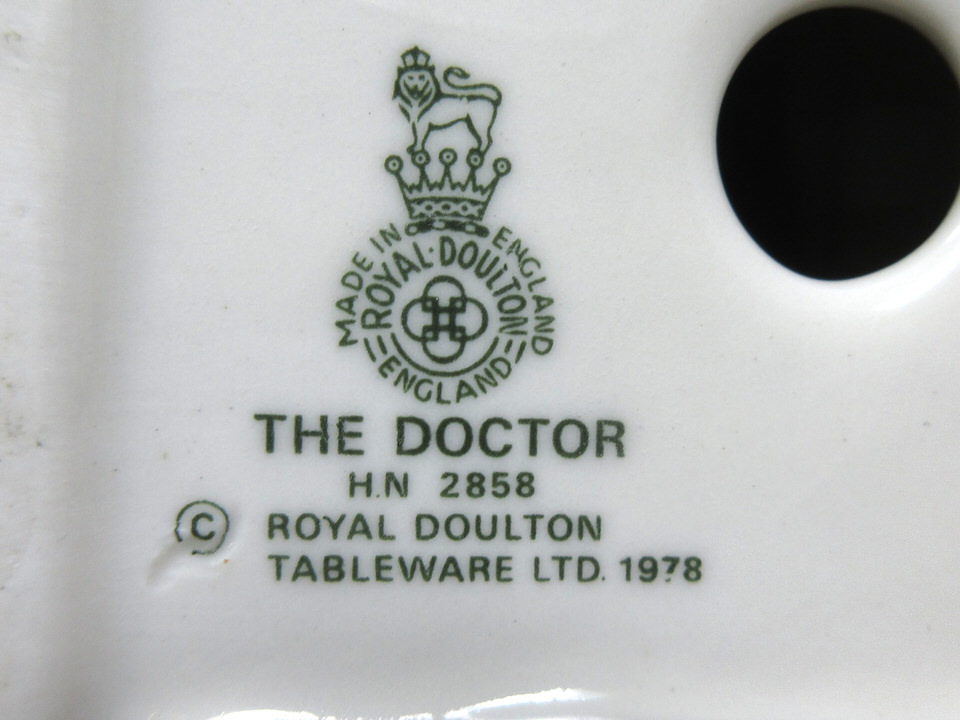 MADE IN ENGLAND
ROYAL·DOULTON
ENGLAND
THE DOCTOR
H.N 2858
© ROYAL DOULTON
TABLEWARE LTD. 1978